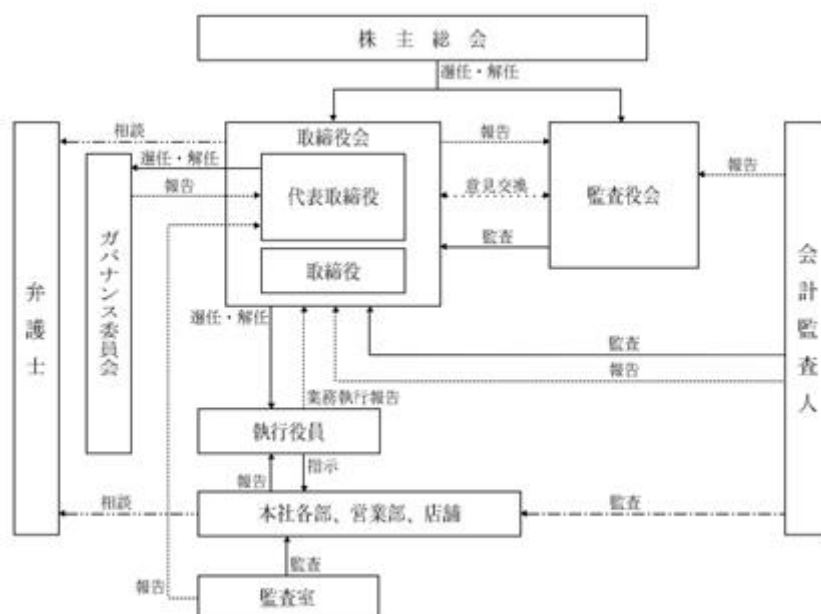 株主総会
選任・解任
相談
取締役会
報告
報告
選任・解任
報告
代表取締役
意見交換
監査役会
監査
取締役
弁護士
ガバナンス委員会
会計監査人
選任・解任
監査
報告
業務執行報告
執行役員
報告
指示
相談
本社各部、営業部、店舗
監査
監査
報告
監査室